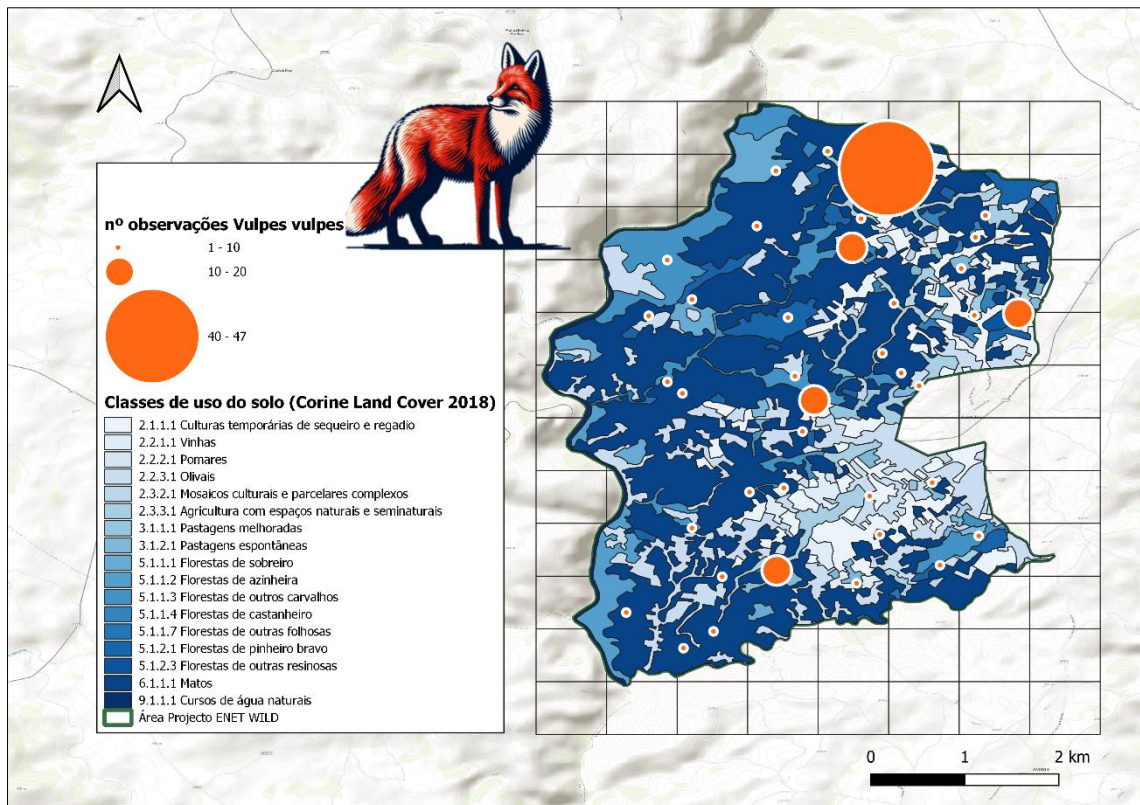 nº observações Vulpes vulpes
1 - 10
10 - 20
40 - 47
Classes de uso do solo (Corine Land Cover 2018)
2.1.1.1 Culturas temporárias de sequeiro e regadio
2.2.1.1 Vinhas
2.2.2.1 Pomares
2.2.3.1 Olivais
2.3.2.1 Mosaicos culturais e parcelares complexos
2.3.3.1 Agricultura com espaços naturais e seminaturais
3.1.1.1 Pastagens melhoradas
3.1.2.1 Pastagens espontâneas
5.1.1.1 Florestas de sobreiro
5.1.1.2 Florestas de azinheira
5.1.1.3 Florestas de outros carvalhos
5.1.1.4 Florestas de castanheiro
5.1.1.7 Florestas de outras folhosas
5.1.2.1 Florestas de pinheiro bravo
5.1.2.3 Florestas de outras resinosas
6.1.1.1 Matos
9.1.1.1 Cursos de água naturais
Área Projecto ENET WILD
0 1 2 km